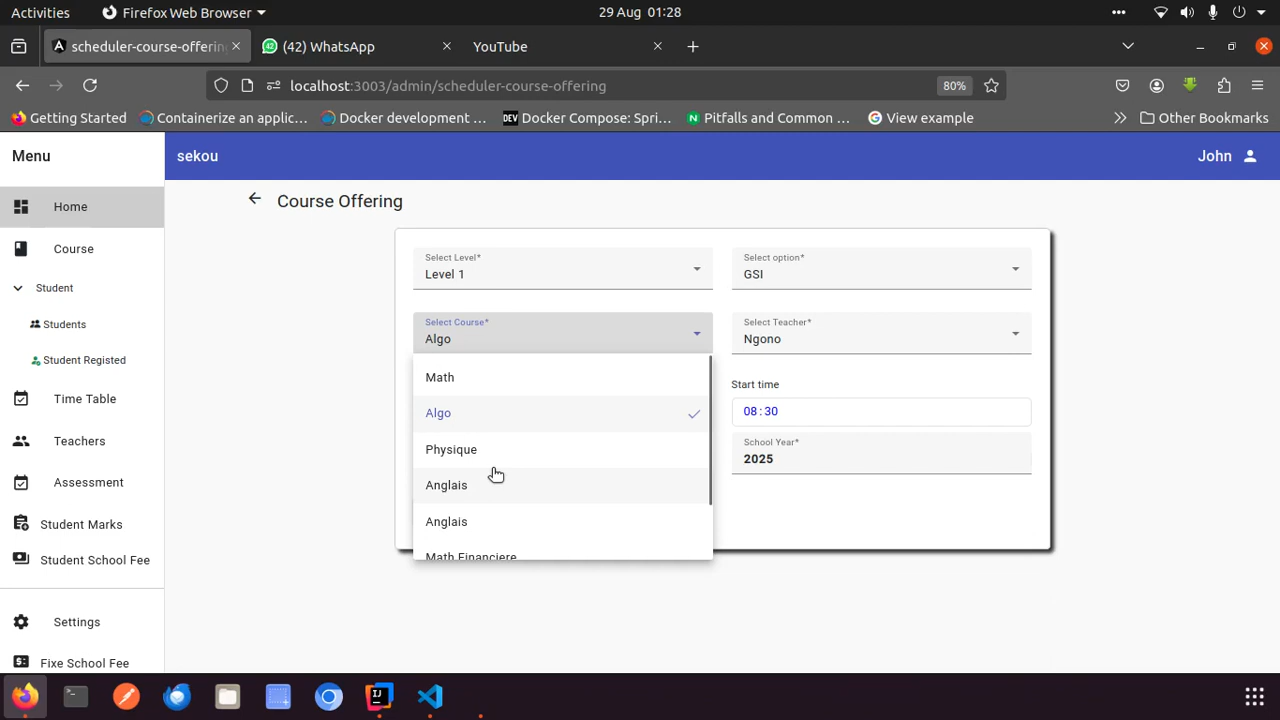 Activities Firefox Web Browser 29 Aug 01:28
scheduler-course-offering (42) WhatsApp YouTube
localhost:3003/admin/scheduler-course-offering 80%
Getting Started Containerize an applic… Docker development … Docker Compose: Spri… Pitfalls and Common … View example Other Bookmarks
Menu sekou John
Home
Course
Student
Students
Student Registed
Time Table
Teachers
Assessment
Student Marks
Student School Fee
Settings
Fixe School Fee
Course Offering
Select Level*
Level 1
Select option*
GSI
Select Course*
Algo
Select Teacher*
Ngono
Math
Algo
Physique
Anglais
Anglais
Math Financiere
Start time
08:30
School Year*
2025